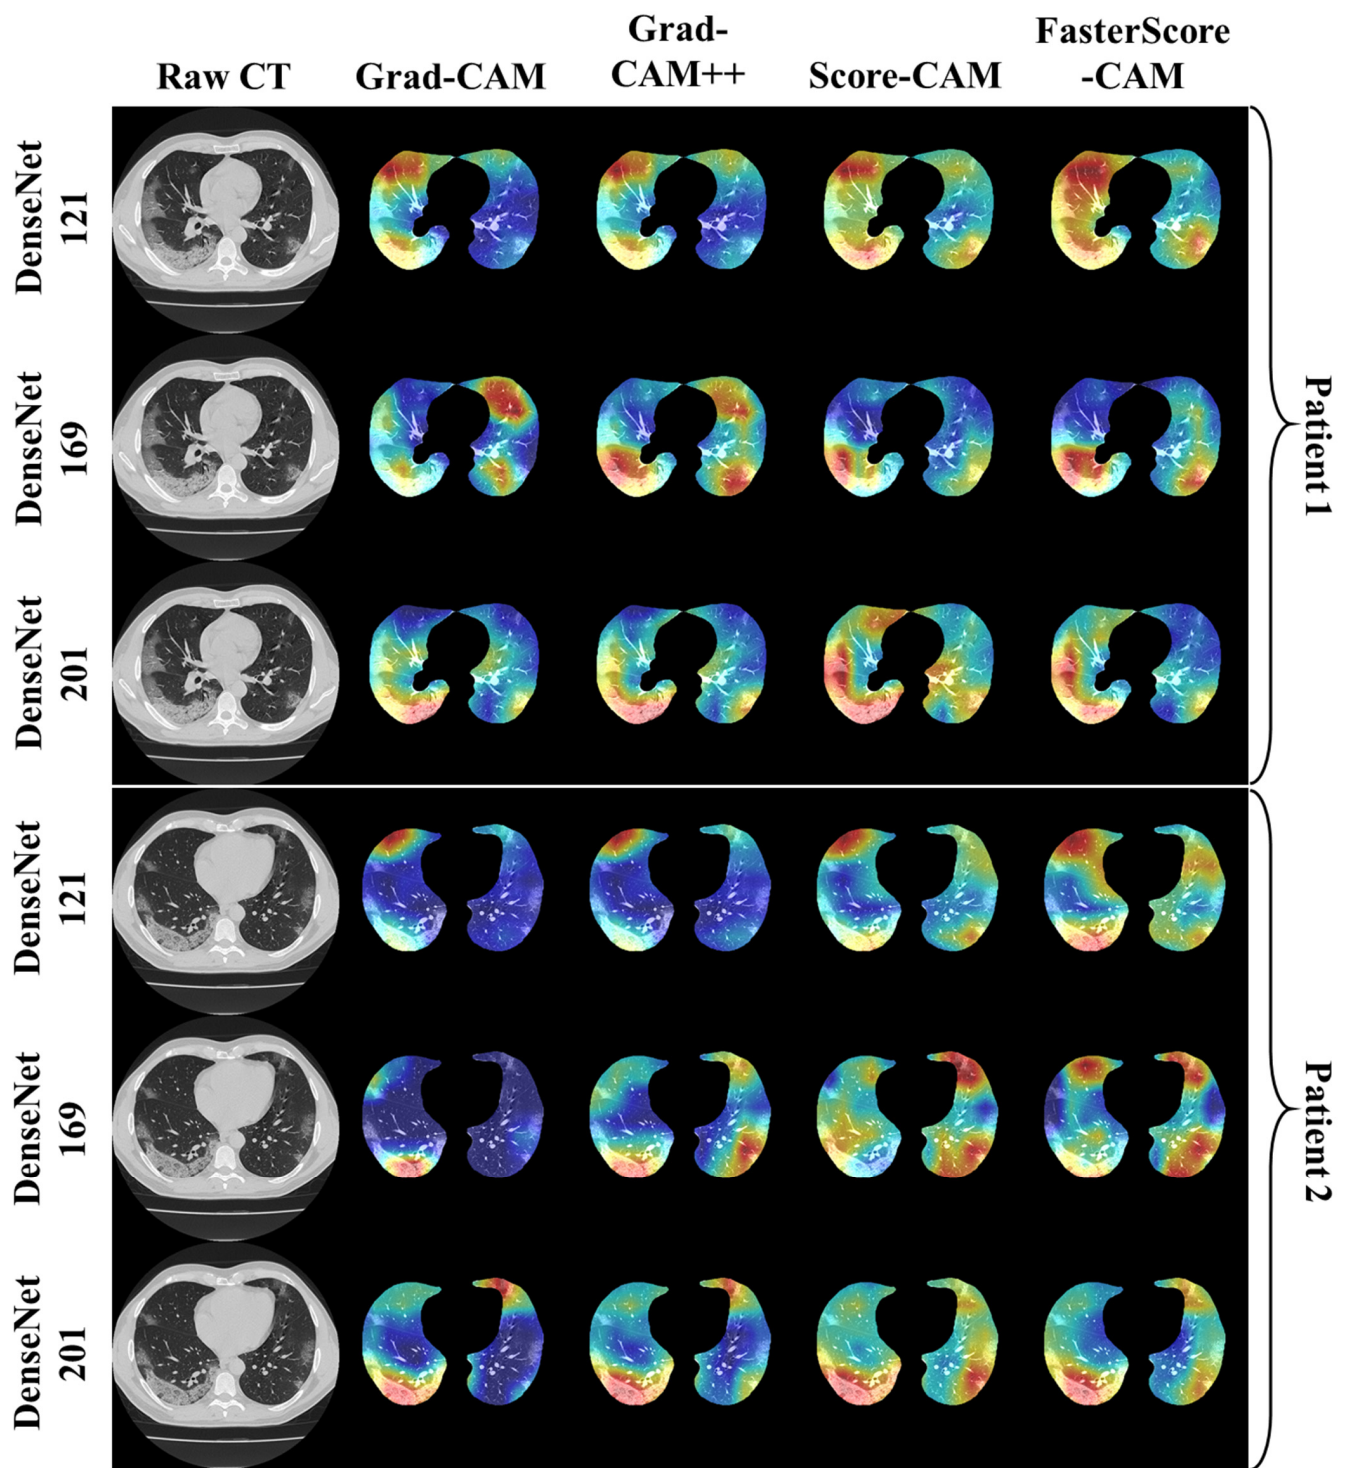 Raw CT
Grad-CAM
Grad-
CAM++
Score-CAM
FasterScore
-CAM
DenseNet
121
DenseNet
169
DenseNet
201
Patient 1
DenseNet
121
DenseNet
169
DenseNet
201
Patient 2